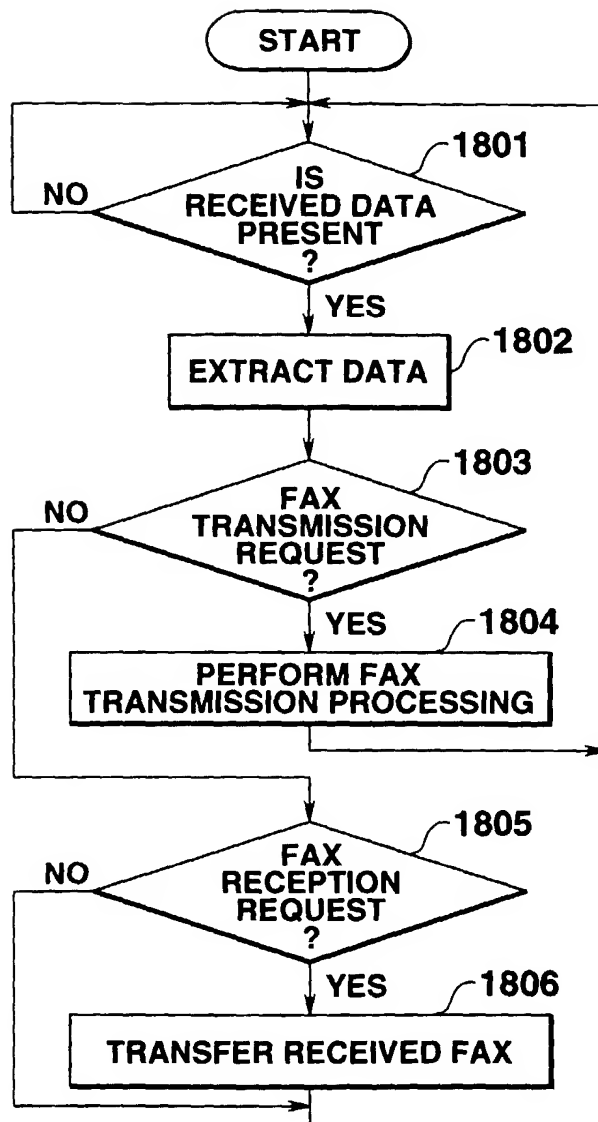 START
1801
NO
IS
RECEIVED DATA
PRESENT
?
YES
1802
EXTRACT DATA
1803
NO
FAX
TRANSMISSION
REQUEST
?
YES
1804
PERFORM FAX
TRANSMISSION PROCESSING
1805
NO
FAX
RECEPTION
REQUEST
?
YES
1806
TRANSFER RECEIVED FAX